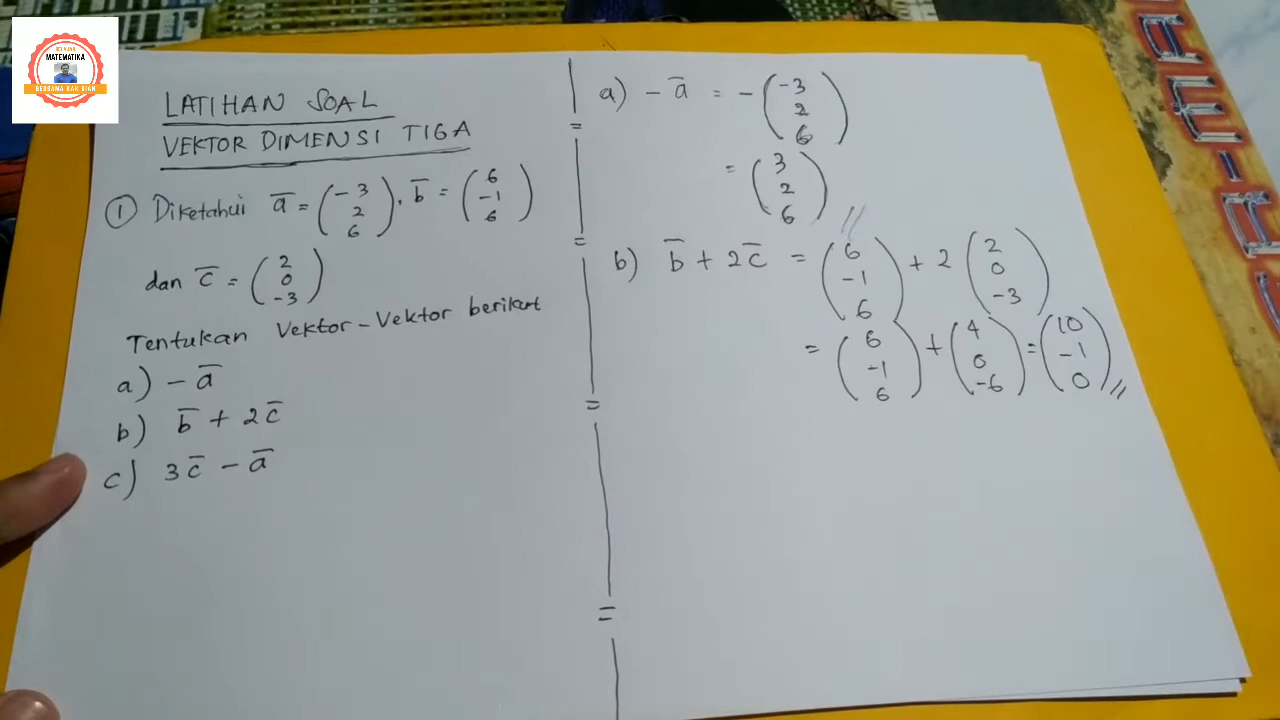 BELAJAR
MATEMATIKA
BERSAMA KAK DIAN
LATIHAN SOAL
VEKTOR DIMENSI TIGA
① Diketahui a̅ = (-3 2 6), b̅ = (6 -1 6)
dan c̅ = (2 0 -3)
Tentukan Vektor-Vektor berikut
a) - a̅
b) b̅ + 2c̅
c) 3c̅ - a̅
a) - a̅ = - (-3 2 6)
= (3 2 6) //
b) b̅ + 2c̅ = (6 -1 6) + 2 (2 0 -3)
= (6 -1 6) + (4 0 -6) = (10 -1 0) //